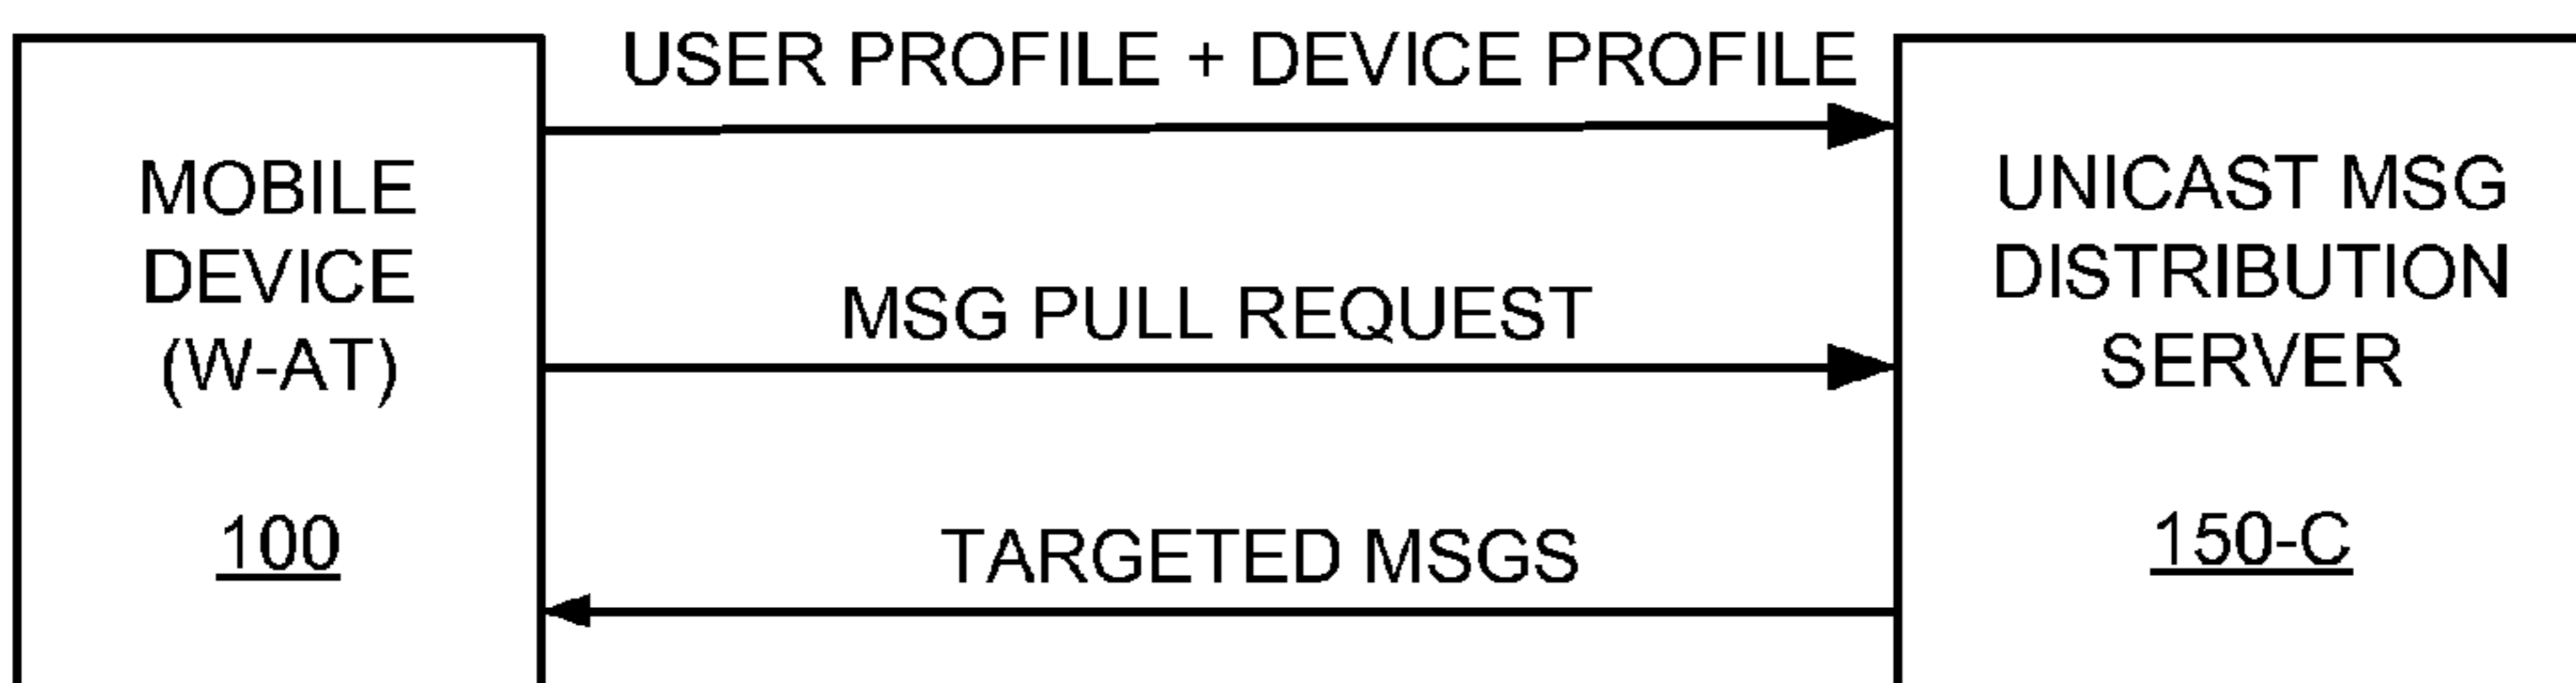 USER PROFILE + DEVICE PROFILE
MOBILE
DEVICE
(W-AT)
100
MSG PULL REQUEST
TARGETED MSGS
UNICAST MSG
DISTRIBUTION
SERVER
150-C